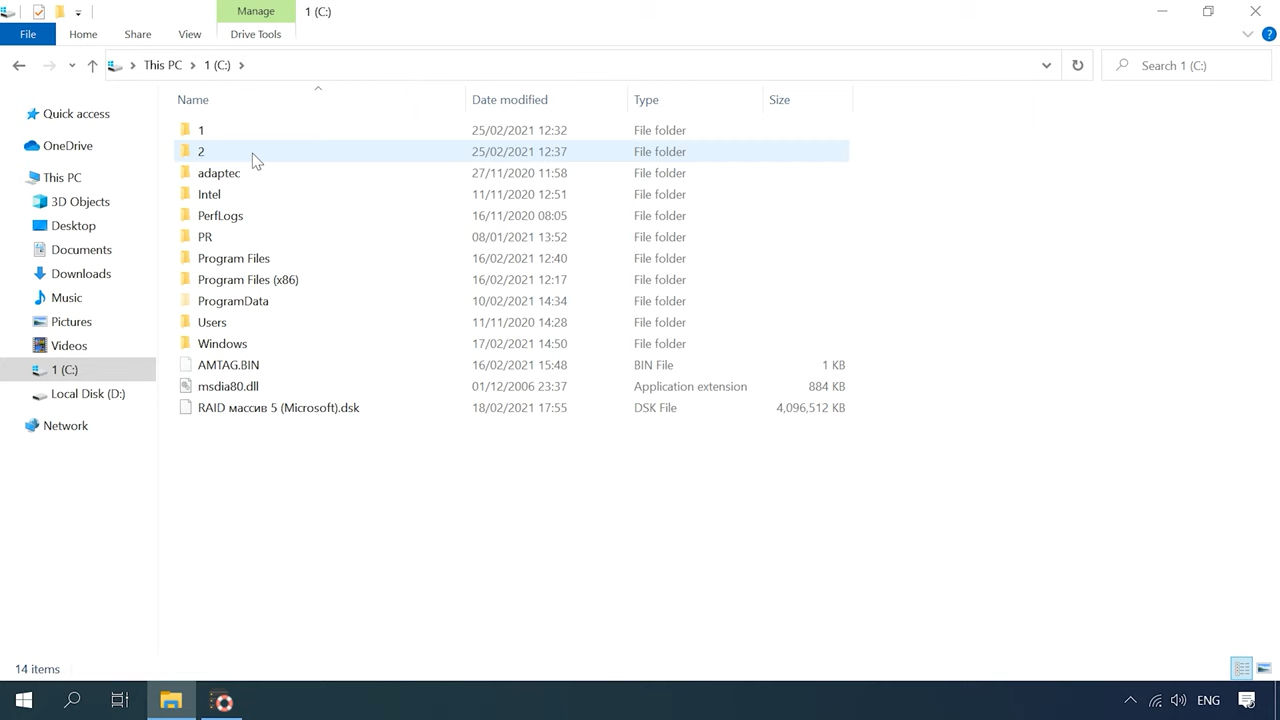 Manage
1 (C:)
File
Home
Share
View
Drive Tools
This PC
1 (C:)
Search 1 (C:)
Name
Date modified
Type
Size
Quick access
OneDrive
This PC
3D Objects
Desktop
Documents
Downloads
Music
Pictures
Videos
1 (C:)
Local Disk (D:)
Network
1 25/02/2021 12:32 File folder
2 25/02/2021 12:37 File folder
adaptec 27/11/2020 11:58 File folder
Intel 11/11/2020 12:51 File folder
PerfLogs 16/11/2020 08:05 File folder
PR 08/01/2021 13:52 File folder
Program Files 16/02/2021 12:40 File folder
Program Files (x86) 16/02/2021 12:17 File folder
ProgramData 10/02/2021 14:34 File folder
Users 11/11/2020 14:28 File folder
Windows 17/02/2021 14:50 File folder
AMTAG.BIN 16/02/2021 15:48 BIN File 1 KB
msdia80.dll 01/12/2006 23:37 Application extension 884 KB
RAID массив 5 (Microsoft).dsk 18/02/2021 17:55 DSK File 4,096,512 KB
14 items
ENG